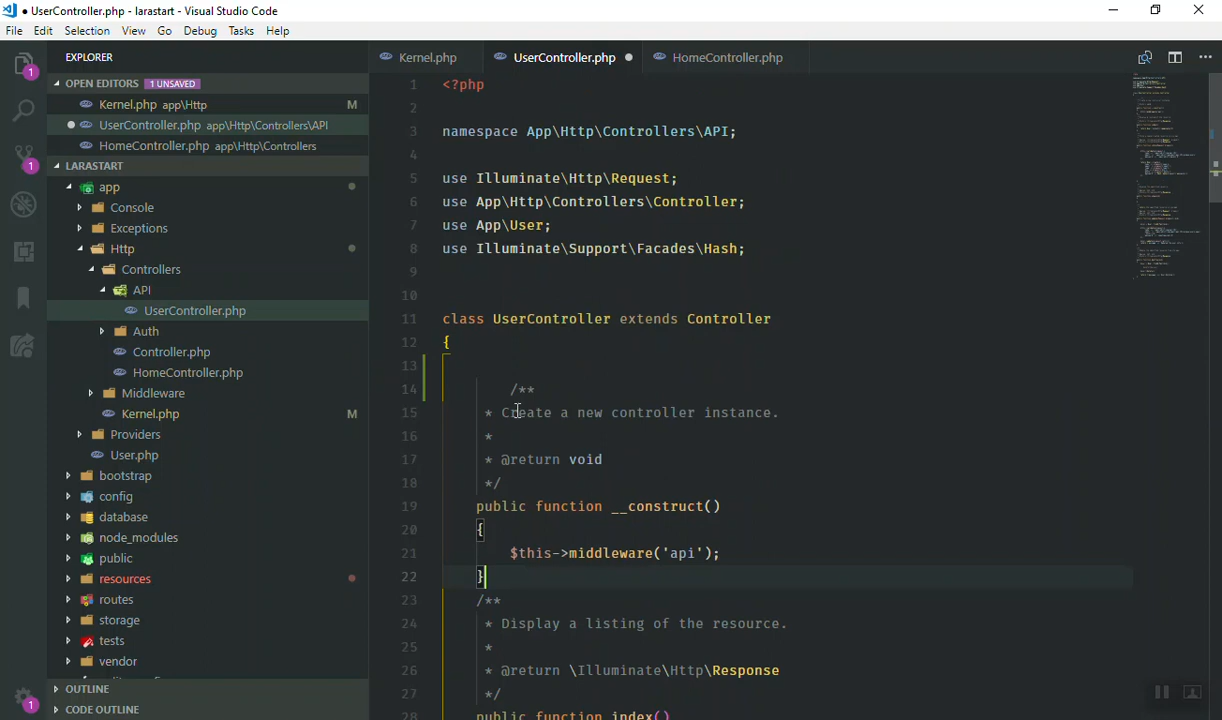 UserController.php - larastart - Visual Studio Code
File Edit Selection View Go Debug Tasks Help
EXPLORER
Kernel.php
UserController.php
HomeController.php
OPEN EDITORS 1 UNSAVED
Kernel.php app\Http M
UserController.php app\Http\Controllers\API
HomeController.php app\Http\Controllers
LARASTART
app
Console
Exceptions
Http
Controllers
API
UserController.php
Auth
Controller.php
HomeController.php
Middleware
Kernel.php M
Providers
User.php
bootstrap
config
database
node_modules
public
resources
routes
storage
tests
vendor
OUTLINE
CODE OUTLINE
1
1
1
1 <?php
2
3 namespace App\Http\Controllers\API;
4
5 use Illuminate\Http\Request;
6 use App\Http\Controllers\Controller;
7 use App\User;
8 use Illuminate\Support\Facades\Hash;
9
10
11 class UserController extends Controller
12 {
13
14 /**
15 * Create a new controller instance.
16 *
17 * @return void
18 */
19 public function __construct()
20 {
21 $this->middleware('api');
22 }
23 /**
24 * Display a listing of the resource.
25 *
26 * @return \Illuminate\Http\Response
27 */
28 public function index()